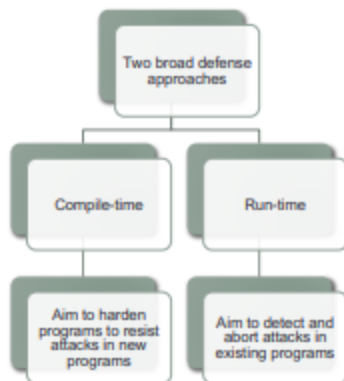 Two broad defense
approaches
Compile-time
Run-time
Aim to harden
programs to resist
attacks in new
programs
Aim to detect and
abort attacks in
existing programs